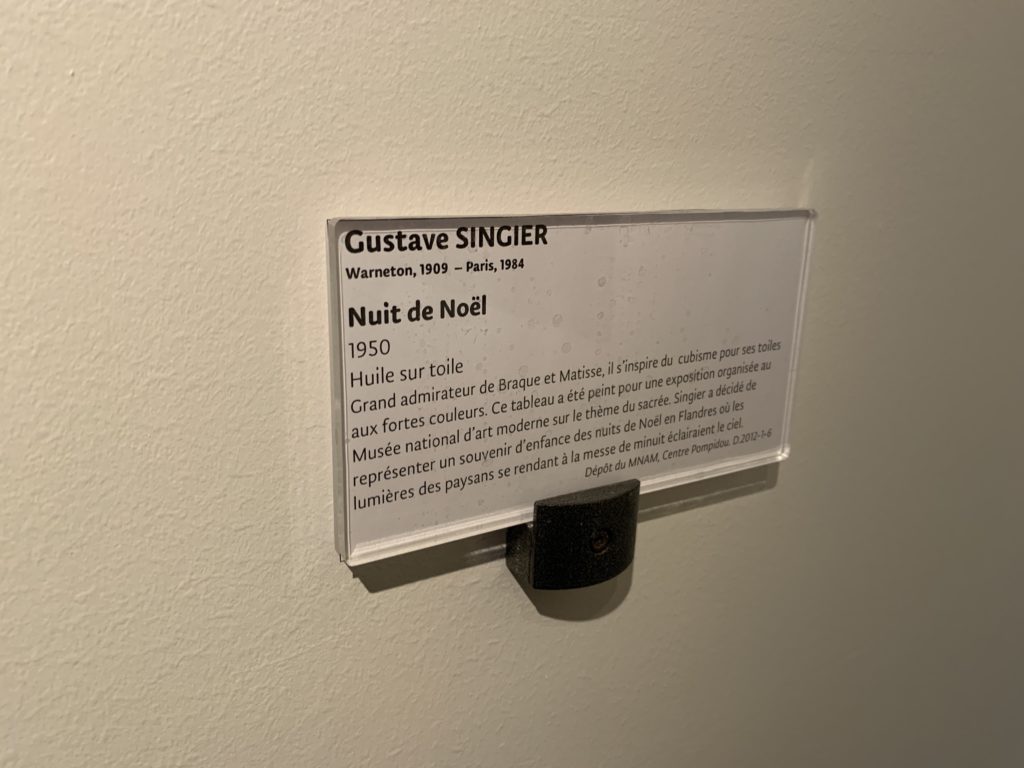 Gustave SINGIER
Warneton, 1909 – Paris, 1984
Nuit de Noël
1950
Huile sur toile
Grand admirateur de Braque et Matisse, il s'inspire du cubisme pour ses toiles
aux fortes couleurs. Ce tableau a été peint pour une exposition organisée au
Musée national d'art moderne sur le thème du sacrée. Singier a décidé de
représenter un souvenir d'enfance des nuits de Noël en Flandres où les
lumières des paysans se rendant à la messe de minuit éclairaient le ciel.
Dépôt du MNAM, Centre Pompidou. D.2012-1-6